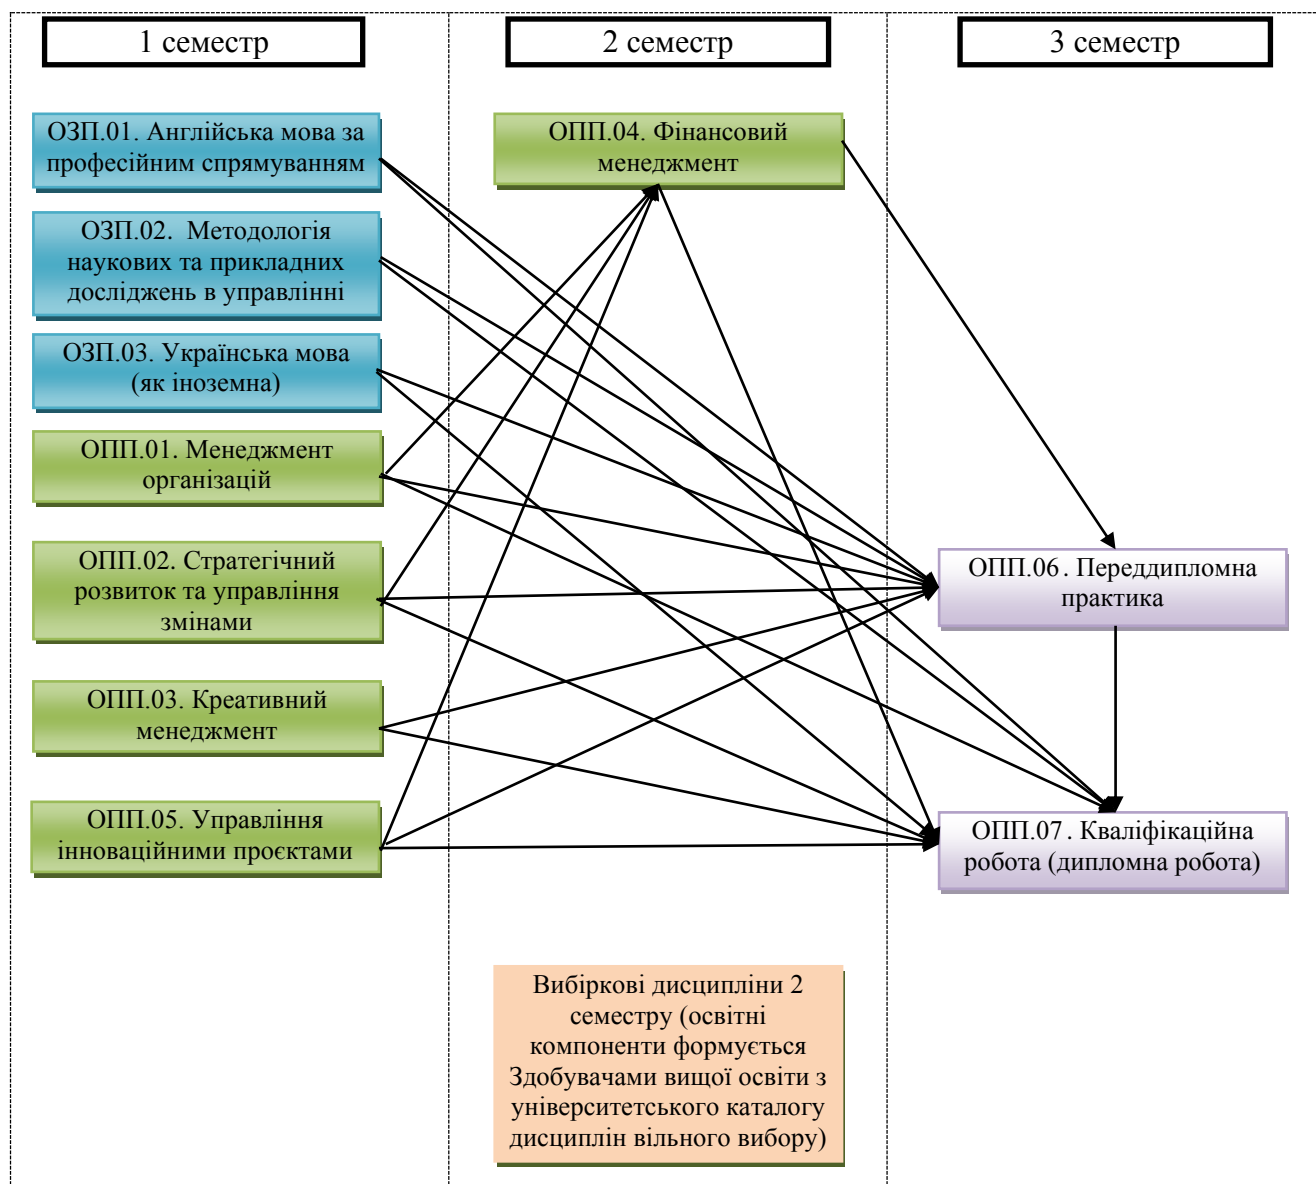 1 семестр
2 семестр
3 семестр
ОЗП.01. Англійська мова за
професійним спрямуванням
ОЗП.02. Методологія
наукових та прикладних
досліджень в управлінні
ОЗП.03. Українська мова
(як іноземна)
ОПП.01. Менеджмент
організацій
ОПП.02. Стратегічний
розвиток та управління
змінами
ОПП.03. Креативний
менеджмент
ОПП.05. Управління
інноваційними проєктами
ОПП.04. Фінансовий
менеджмент
Вибіркові дисципліни 2
семестру (освітні
компоненти формується
Здобувачами вищої освіти з
університетського каталогу
дисциплін вільного вибору)
ОПП.06. Переддипломна
практика
ОПП.07. Кваліфікаційна
робота (дипломна робота)